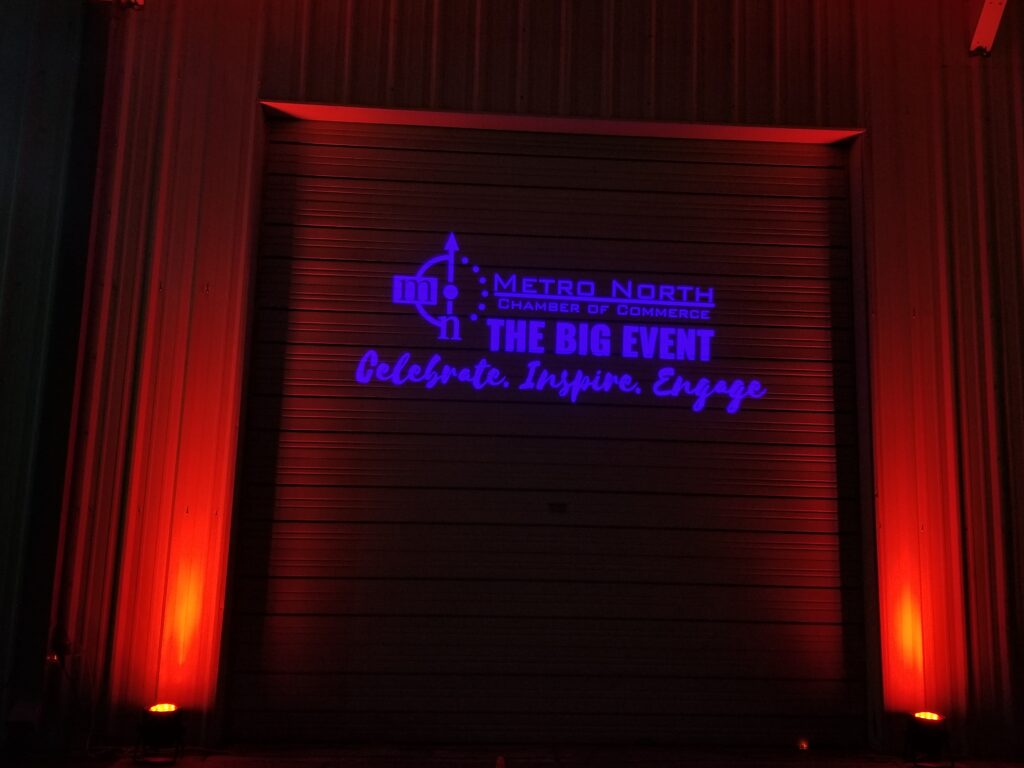 m
n
METRO NORTH
CHAMBER OF COMMERCE
THE BIG EVENT
Celebrate. Inspire. Engage